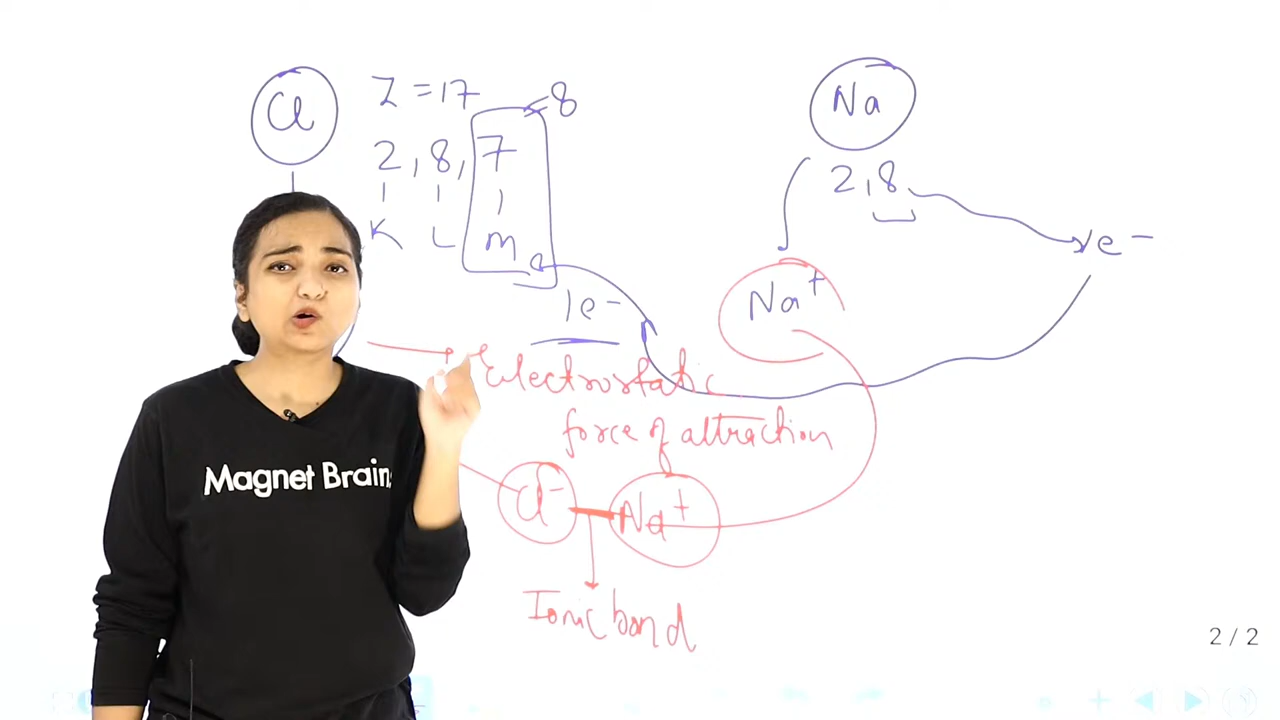 Cl Z = 17 8 Na
2, 8, 7 2, 8
K L M e-
1e- Na+
Electrostatic
force of attraction
Magnet Brain
Cl- Na+
Ionic bond
2 / 2